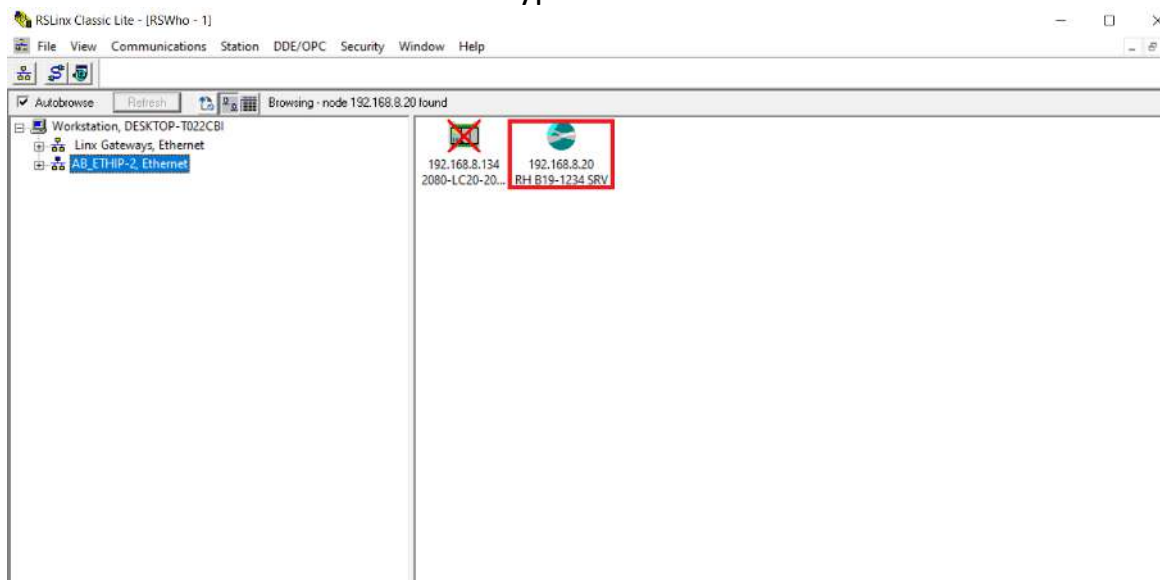 RSLinx Classic Lite - [RSWho - 1]
File View Communications Station DDE/OPC Security Window Help
Autobrowse Refresh Browsing - node 192.168.8.20 found
Workstation, DESKTOP-T022CBI
Linx Gateways, Ethernet
AB_ETHIP-2, Ethernet
192.168.8.134
2080-LC20-20...
192.168.8.20
RH B19-1234 SRV